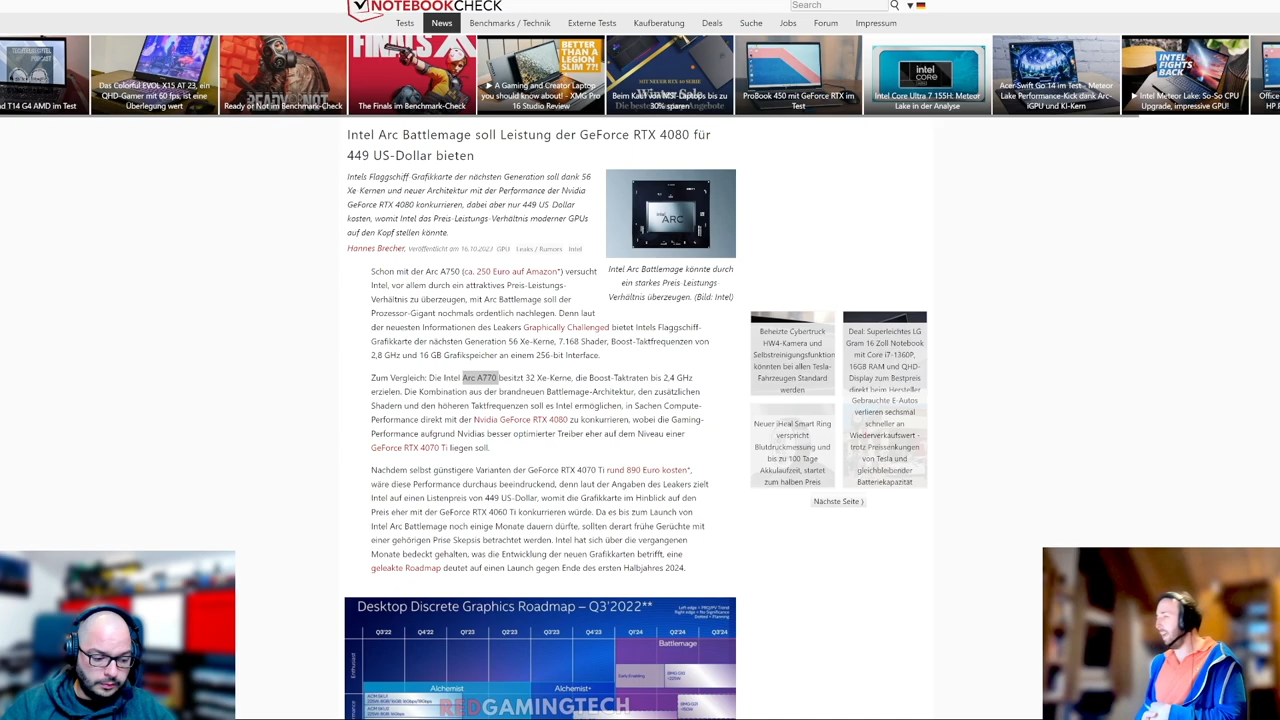 NOTEBOOKCHECK
Search
Tests News Benchmarks / Technik Externe Tests Kaufberatung Deals Suche Jobs Forum Impressum
d T14 G4 AMD im Test
Das Colorful EVOL X15 AT 23, ein
QHD-Gamer mit 60 fps, ist eine
Überlegung wert
Ready or Not im Benchmark-Check
FINALS
The Finals im Benchmark-Check
BETTER
THAN A
LEGION
SLIM 7?!
▶ A Gaming and Creator Laptop
you should know about! - XMG Pro
16 Studio Review
MIT NEUER RTX 40 SERIE
Beim Kauf von MSI-Laptops bis zu
30% sparen
ProBook 450 mit GeForce RTX im
Test
intel
CORE
Intel Core Ultra 7 155H: Meteor
Lake in der Analyse
Acer Swift Go 14 im Test - Meteor
Lake Performance-Kick dank Arc-
iGPU und KI-Kern
INTEL
FIGHTS
BACK
▶ Intel Meteor Lake: So-So CPU
Upgrade, impressive GPU!
Office
HP
Intel Arc Battlemage soll Leistung der GeForce RTX 4080 für
449 US-Dollar bieten
Intels Flaggschiff-Grafikkarte der nächsten Generation soll dank 56
Xe-Kernen und neuer Architektur mit der Performance der Nvidia
GeForce RTX 4080 konkurrieren, dabei aber nur 449 US-Dollar
kosten, womit Intel das Preis-Leistungs-Verhältnis moderner GPUs
auf den Kopf stellen könnte.
Hannes Brecher, Veröffentlicht am 16.10.2023 GPU Leaks / Rumors Intel
intel
ARC
Intel Arc Battlemage könnte durch
ein starkes Preis-Leistungs-
Verhältnis überzeugen. (Bild: Intel)
Schon mit der Arc A750 (ca. 250 Euro auf Amazon*) versucht
Intel, vor allem durch ein attraktives Preis-Leistungs-
Verhältnis zu überzeugen, mit Arc Battlemage soll der
Prozessor-Gigant nochmals ordentlich nachlegen. Denn laut
der neuesten Informationen des Leakers Graphically Challenged bietet Intels Flaggschiff-
Grafikkarte der nächsten Generation 56 Xe-Kerne, 7.168 Shader, Boost-Taktfrequenzen von
2,8 GHz und 16 GB Grafikspeicher an einem 256-bit Interface.
Zum Vergleich: Die Intel Arc A770 besitzt 32 Xe-Kerne, die Boost-Taktraten bis 2,4 GHz
erzielen. Die Kombination aus der brandneuen Battlemage-Architektur, den zusätzlichen
Shadern und den höheren Taktfrequenzen soll es Intel ermöglichen, in Sachen Compute-
Performance direkt mit der Nvidia GeForce RTX 4080 zu konkurrieren, wobei die Gaming-
Performance aufgrund Nvidias besser optimierter Treiber eher auf dem Niveau einer
GeForce RTX 4070 Ti liegen soll.
Nachdem selbst günstigere Varianten der GeForce RTX 4070 Ti rund 890 Euro kosten*,
wäre diese Performance durchaus beeindruckend, denn laut der Angaben des Leakers zielt
Intel auf einen Listenpreis von 449 US-Dollar, womit die Grafikkarte im Hinblick auf den
Preis eher mit der GeForce RTX 4060 Ti konkurrieren würde. Da es bis zum Launch von
Intel Arc Battlemage noch einige Monate dauern dürfte, sollten derart frühe Gerüchte mit
einer gehörigen Prise Skepsis betrachtet werden. Intel hat sich über die vergangenen
Monate bedeckt gehalten, was die Entwicklung der neuen Grafikkarten betrifft, eine
geleakte Roadmap deutet auf einen Launch gegen Ende des ersten Halbjahres 2024.
Beheizte Cybertruck
HW4-Kamera und
Selbstreinigungsfunktion
könnten bei allen Tesla-
Fahrzeugen Standard
werden
Deal: Superleichtes LG
Gram 16 Zoll Notebook
mit Core i7-1360P,
16GB RAM und QHD-
Display zum Bestpreis
direkt beim Hersteller
Neuer iHeal Smart Ring
verspricht
Blutdruckmessung und
bis zu 100 Tage
Akkulaufzeit, startet
zum halben Preis
Gebrauchte E-Autos
verlieren sechsmal
schneller an
Wiederverkaufswert -
trotz Preissenkungen
von Tesla und
gleichbleibender
Batteriekapazität
Nächste Seite ⟩
Desktop Discrete Graphics Roadmap – Q3'2022**
Q3'22 Q4'22 Q1'23 Q2'23 Q3'23 Q4'23 Q1'24 Q2'24 Q3'24
Battlemage
Enthusiast
Alchemist Alchemist+
REDGAMINGTECH